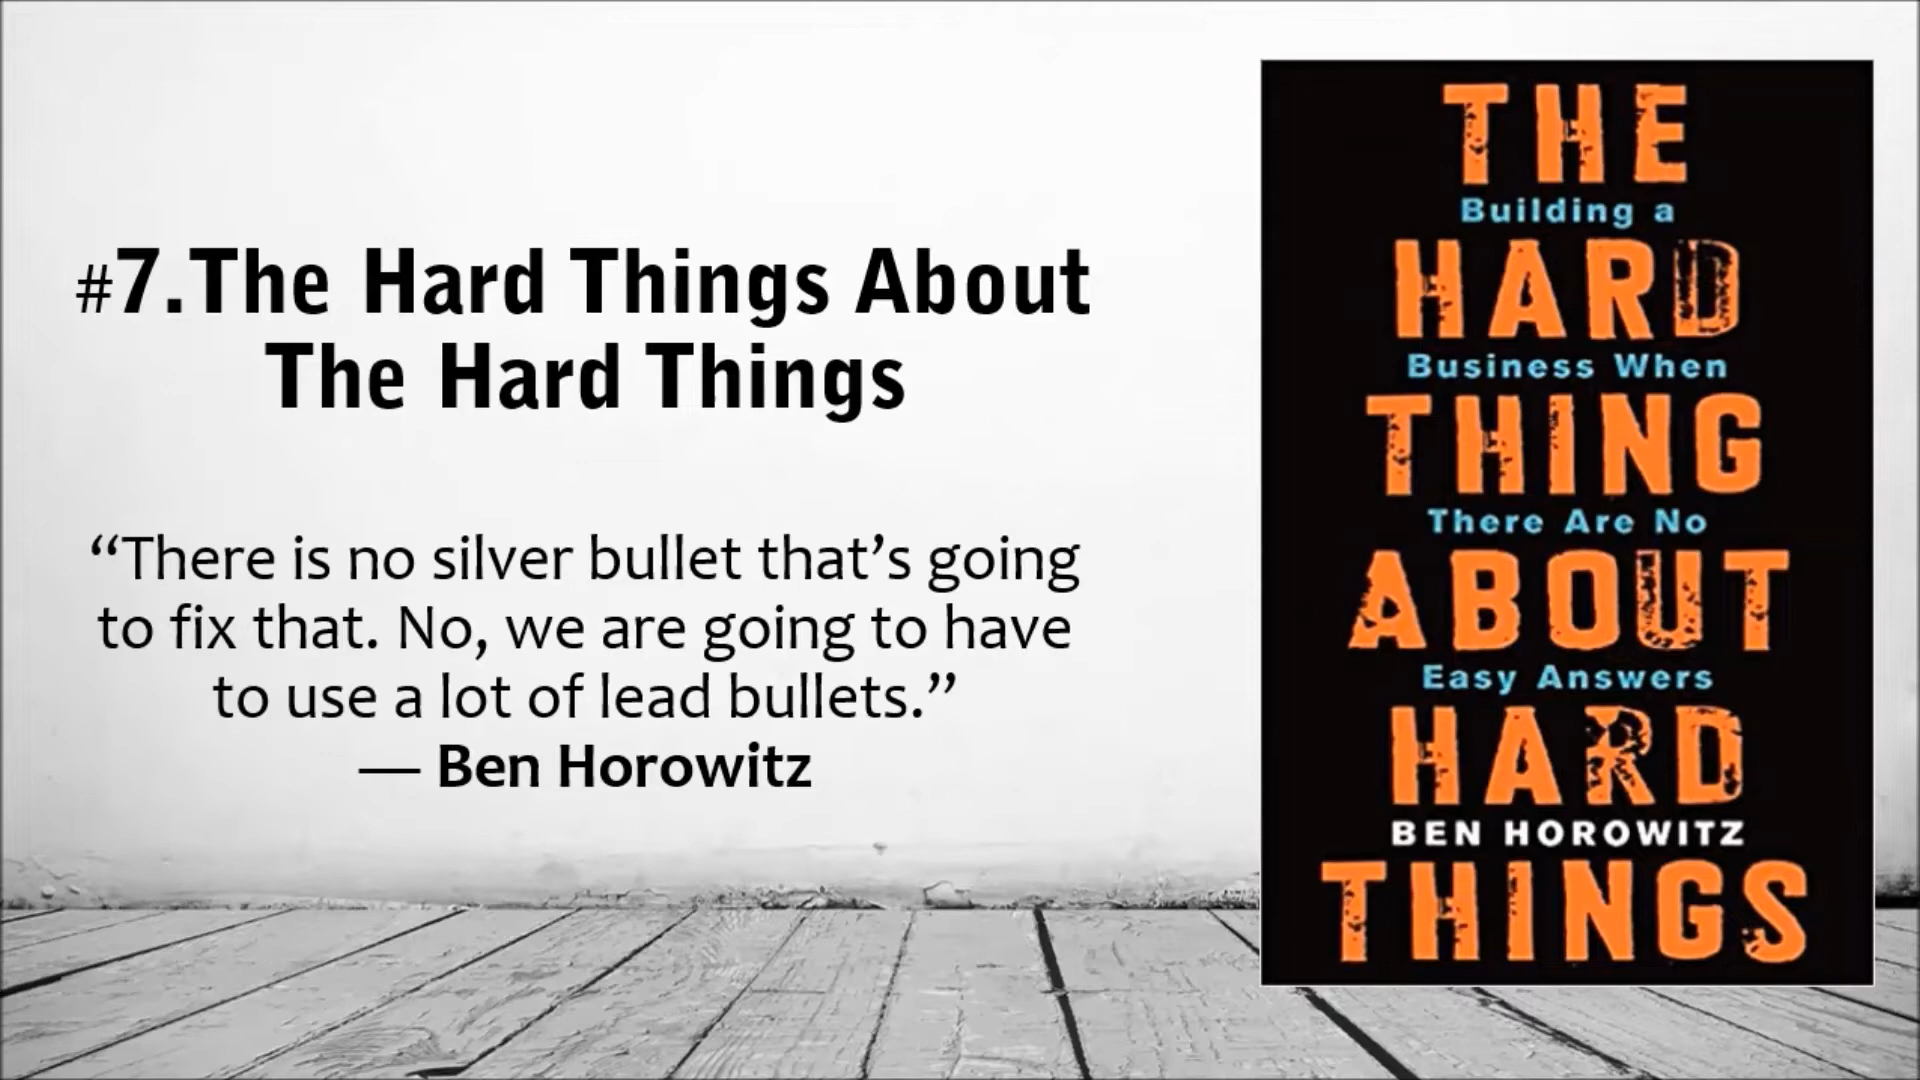 #7.The Hard Things About
The Hard Things
“There is no silver bullet that’s going
to fix that. No, we are going to have
to use a lot of lead bullets.”
— Ben Horowitz
THE
Building a
HARD
Business When
THING
There Are No
ABOUT
Easy Answers
HARD
BEN HOROWITZ
THINGS